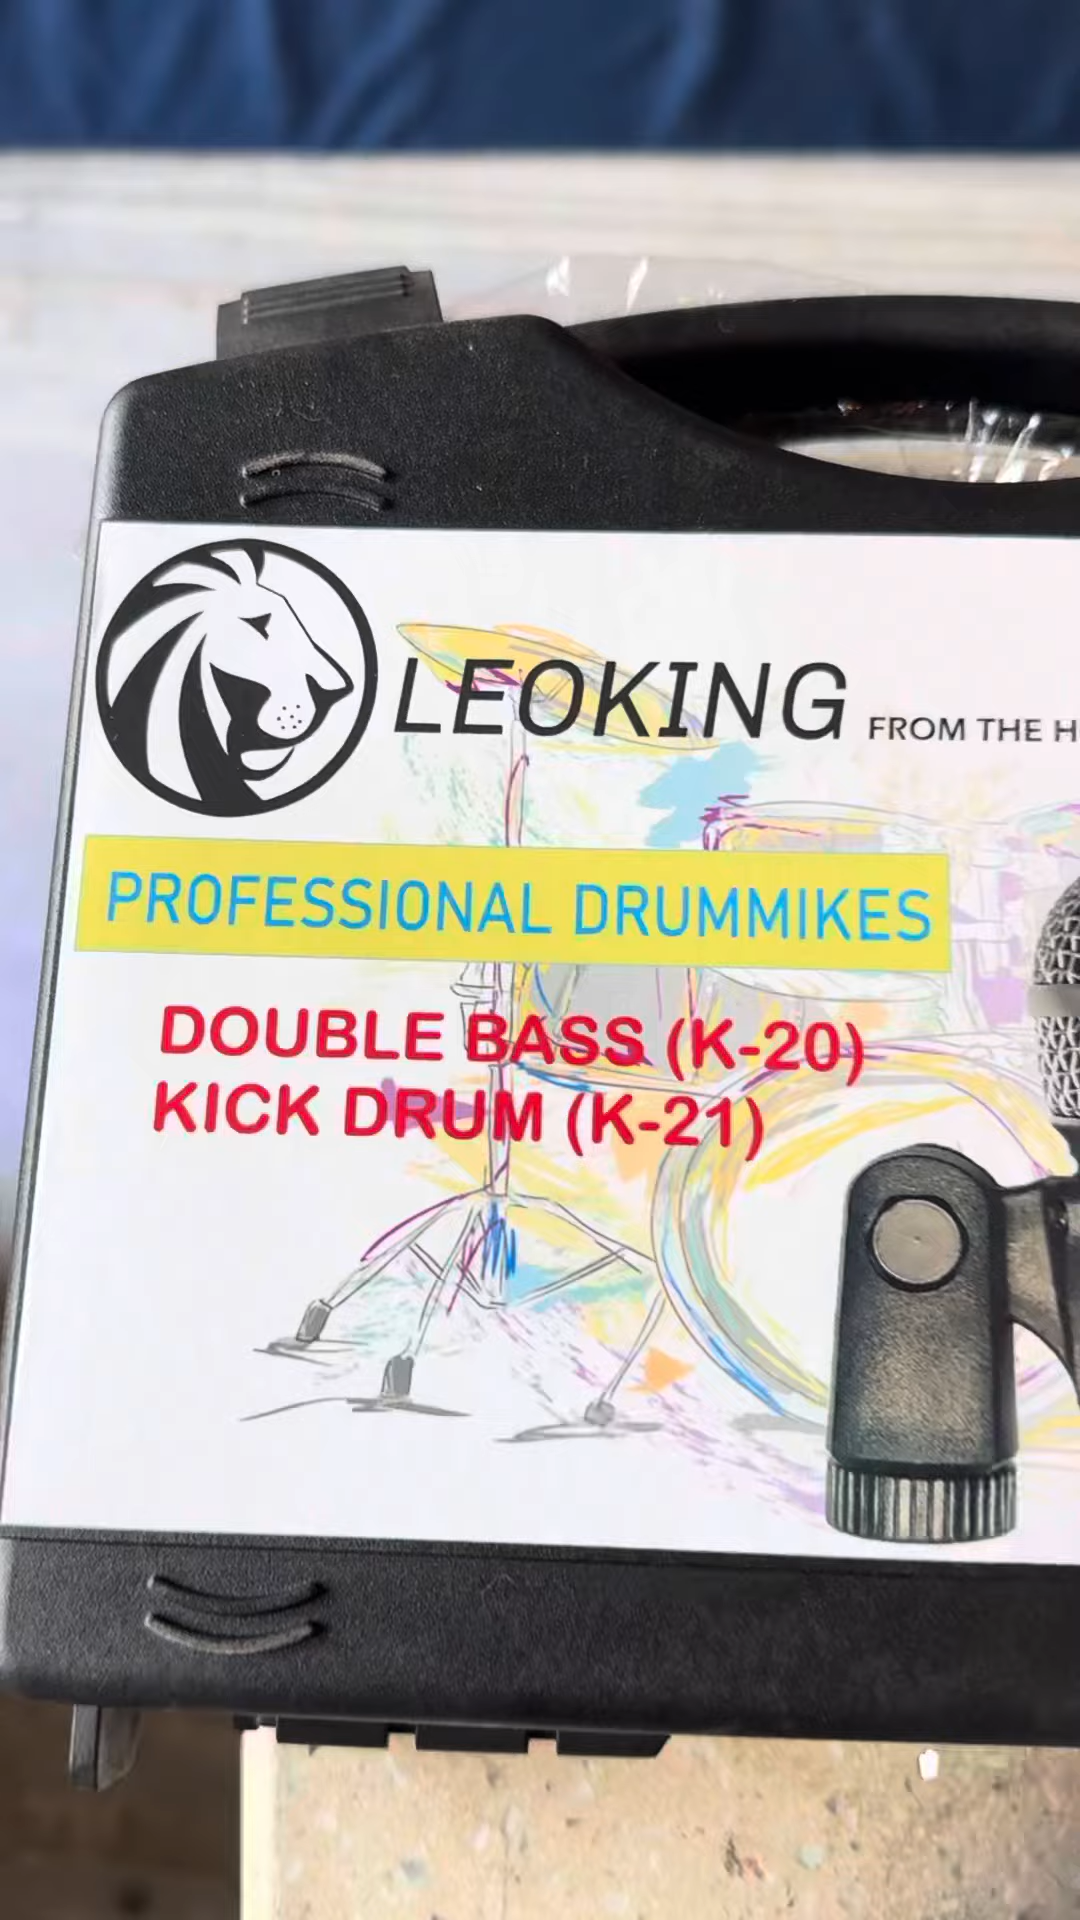 LEOKING FROM THE
PROFESSIONAL DRUMMIKES
DOUBLE BASS (K-20)
KICK DRUM (K-21)